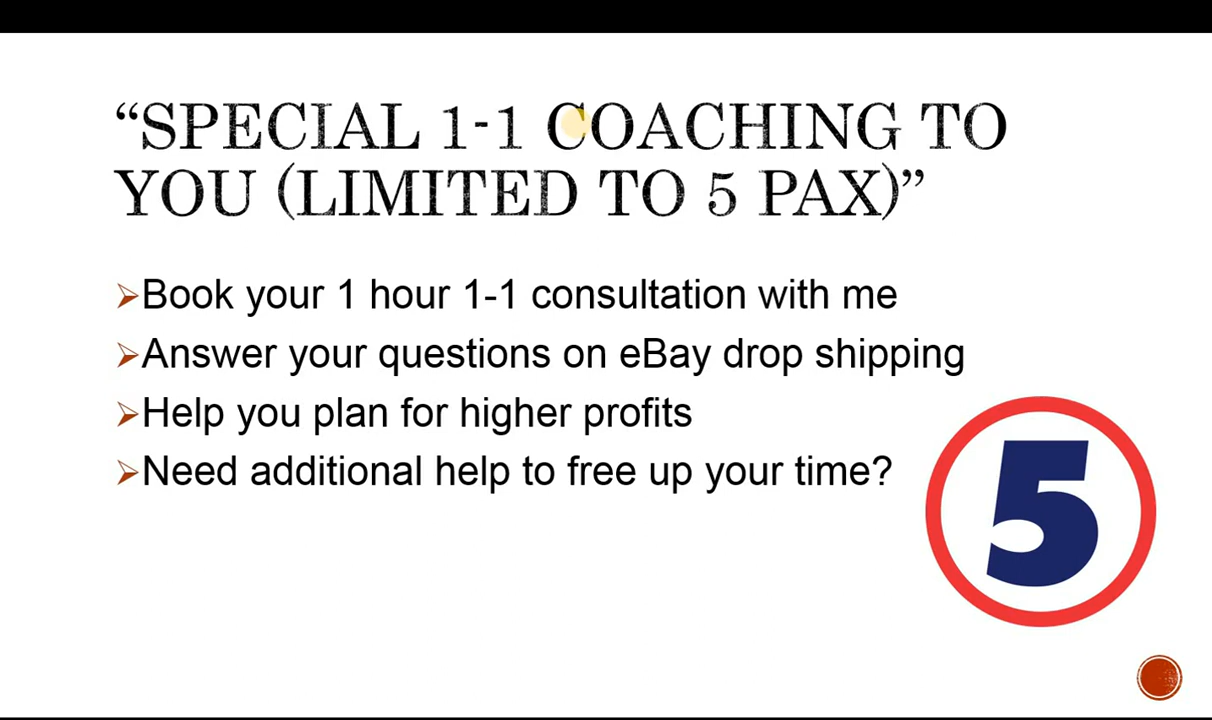 “SPECIAL 1-1 COACHING TO
YOU (LIMITED TO 5 PAX)”
➢Book your 1 hour 1-1 consultation with me
➢Answer your questions on eBay drop shipping
➢Help you plan for higher profits
➢Need additional help to free up your time?
5